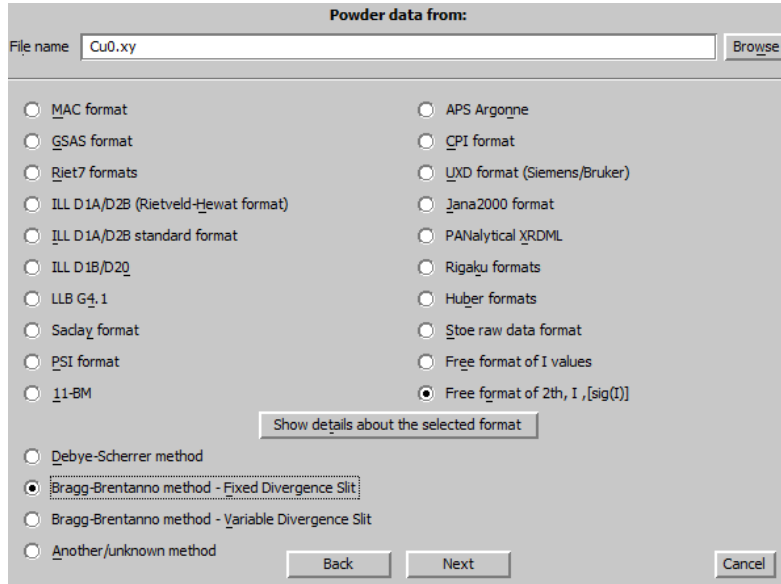 Powder data from:
File name Cu0.xy Browse
MAC format
GSAS format
Riet7 formats
ILL D1A/D2B (Rietveld-Hewat format)
ILL D1A/D2B standard format
ILL D1B/D20
LLB G4.1
Saclay format
PSI format
11-BM
APS Argonne
CPI format
UXD format (Siemens/Bruker)
Jana2000 format
PANalytical XRDML
Rigaku formats
Huber formats
Stoe raw data format
Free format of I values
Free format of 2th, I ,[sig(I)]
Show details about the selected format
Debye-Scherrer method
Bragg-Brentanno method - Fixed Divergence Slit
Bragg-Brentanno method - Variable Divergence Slit
Another/unknown method
Back Next Cancel